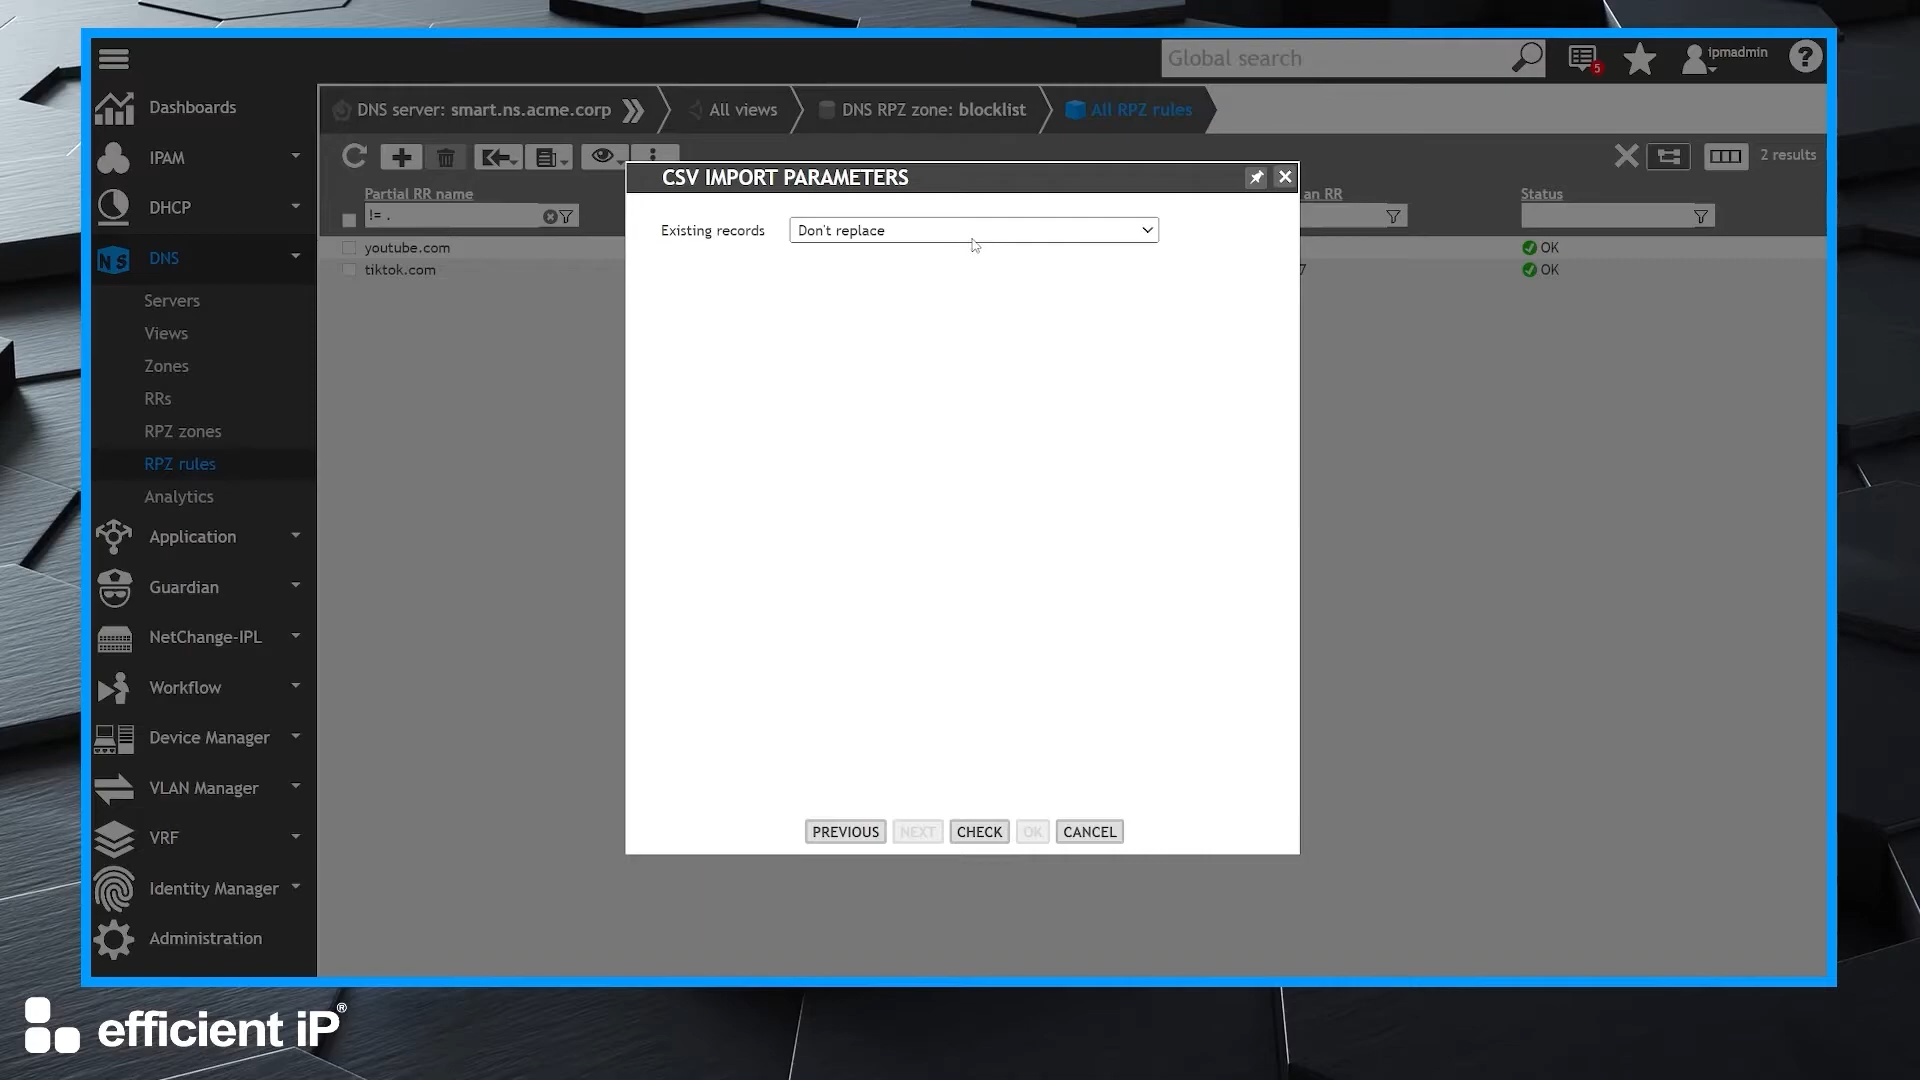 Global search
5
ipmadmin
?
Dashboards
IPAM
DHCP
NS
DNS
Servers
Views
Zones
RRs
RPZ zones
RPZ rules
Analytics
Application
Guardian
NetChange-IPL
Workflow
Device Manager
VLAN Manager
VRF
Identity Manager
Administration
DNS server: smart.ns.acme.corp
All views
DNS RPZ zone: blocklist
All RPZ rules
2 results
Partial RR name
!= .
an RR
Status
youtube.com
OK
tiktok.com
7
OK
CSV IMPORT PARAMETERS
Existing records
Don't replace
PREVIOUS
NEXT
CHECK
OK
CANCEL
efficient iP®